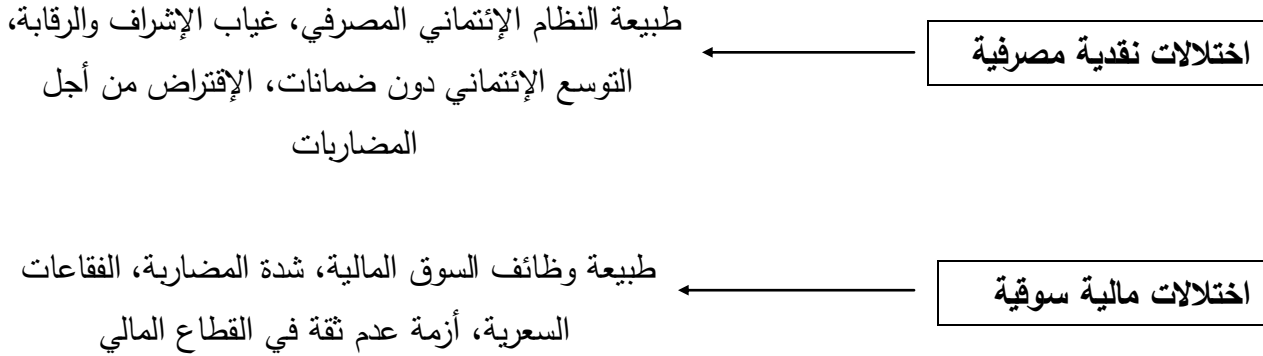 اختلالات نقدية مصرفية
طبيعة النظام الإئتماني المصرفي، غياب الإشراف والرقابة،
التوسع الإئتماني دون ضمانات، الإقتراض من أجل
المضاربات
اختلالات مالية سوقية
طبيعة وظائف السوق المالية، شدة المضاربة، الفقاعات
السعرية، أزمة عدم ثقة في القطاع المالي